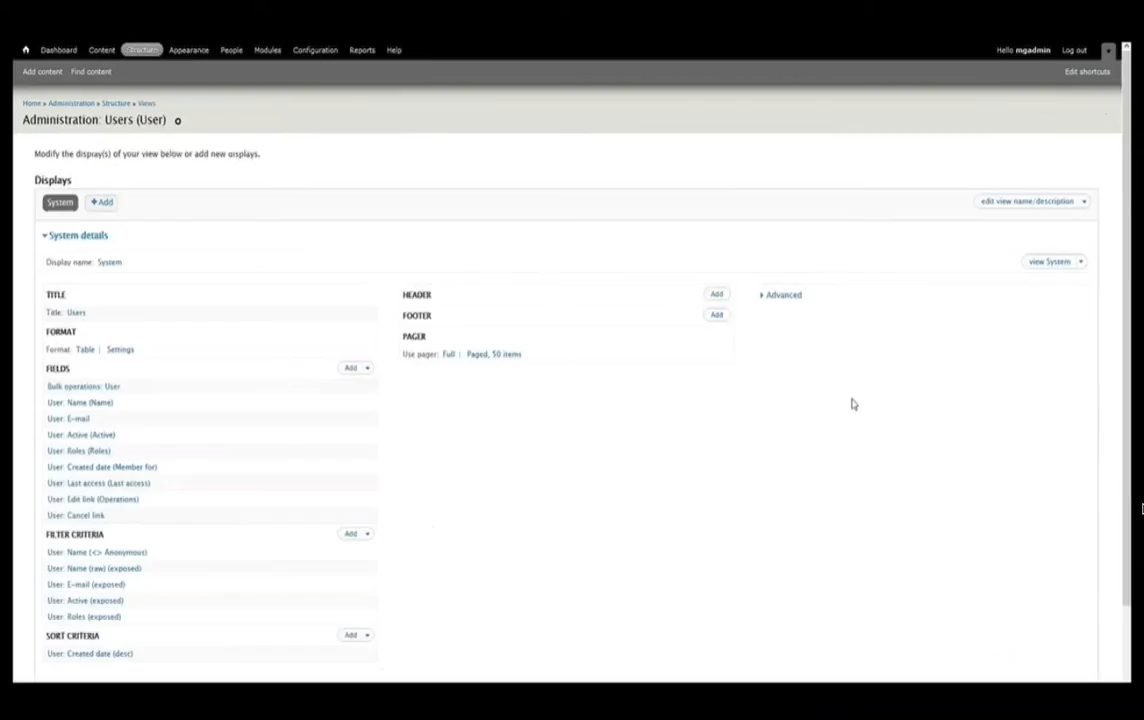 Dashboard Content Structure Appearance People Modules Configuration Reports Help Hello mgadmin Log out
Add content Find content Edit shortcuts
Home » Administration » Structure » Views
Administration: Users (User)
Modify the display(s) of your view below or add new displays.
Displays
System +Add edit view name/description
System details
Display name: System view System
TITLE
Title: Users
FORMAT
Format: Table | Settings
FIELDS Add
Bulk operations: User
User: Name (Name)
User: E-mail
User: Active (Active)
User: Roles (Roles)
User: Created date (Member for)
User: Last access (Last access)
User: Edit link (Operations)
User: Cancel link
FILTER CRITERIA Add
User: Name (<> Anonymous)
User: Name (raw) (exposed)
User: E-mail (exposed)
User: Active (exposed)
User: Roles (exposed)
SORT CRITERIA Add
User: Created date (desc)
HEADER Add
FOOTER Add
PAGER
Use pager: Full | Paged, 50 items
Advanced